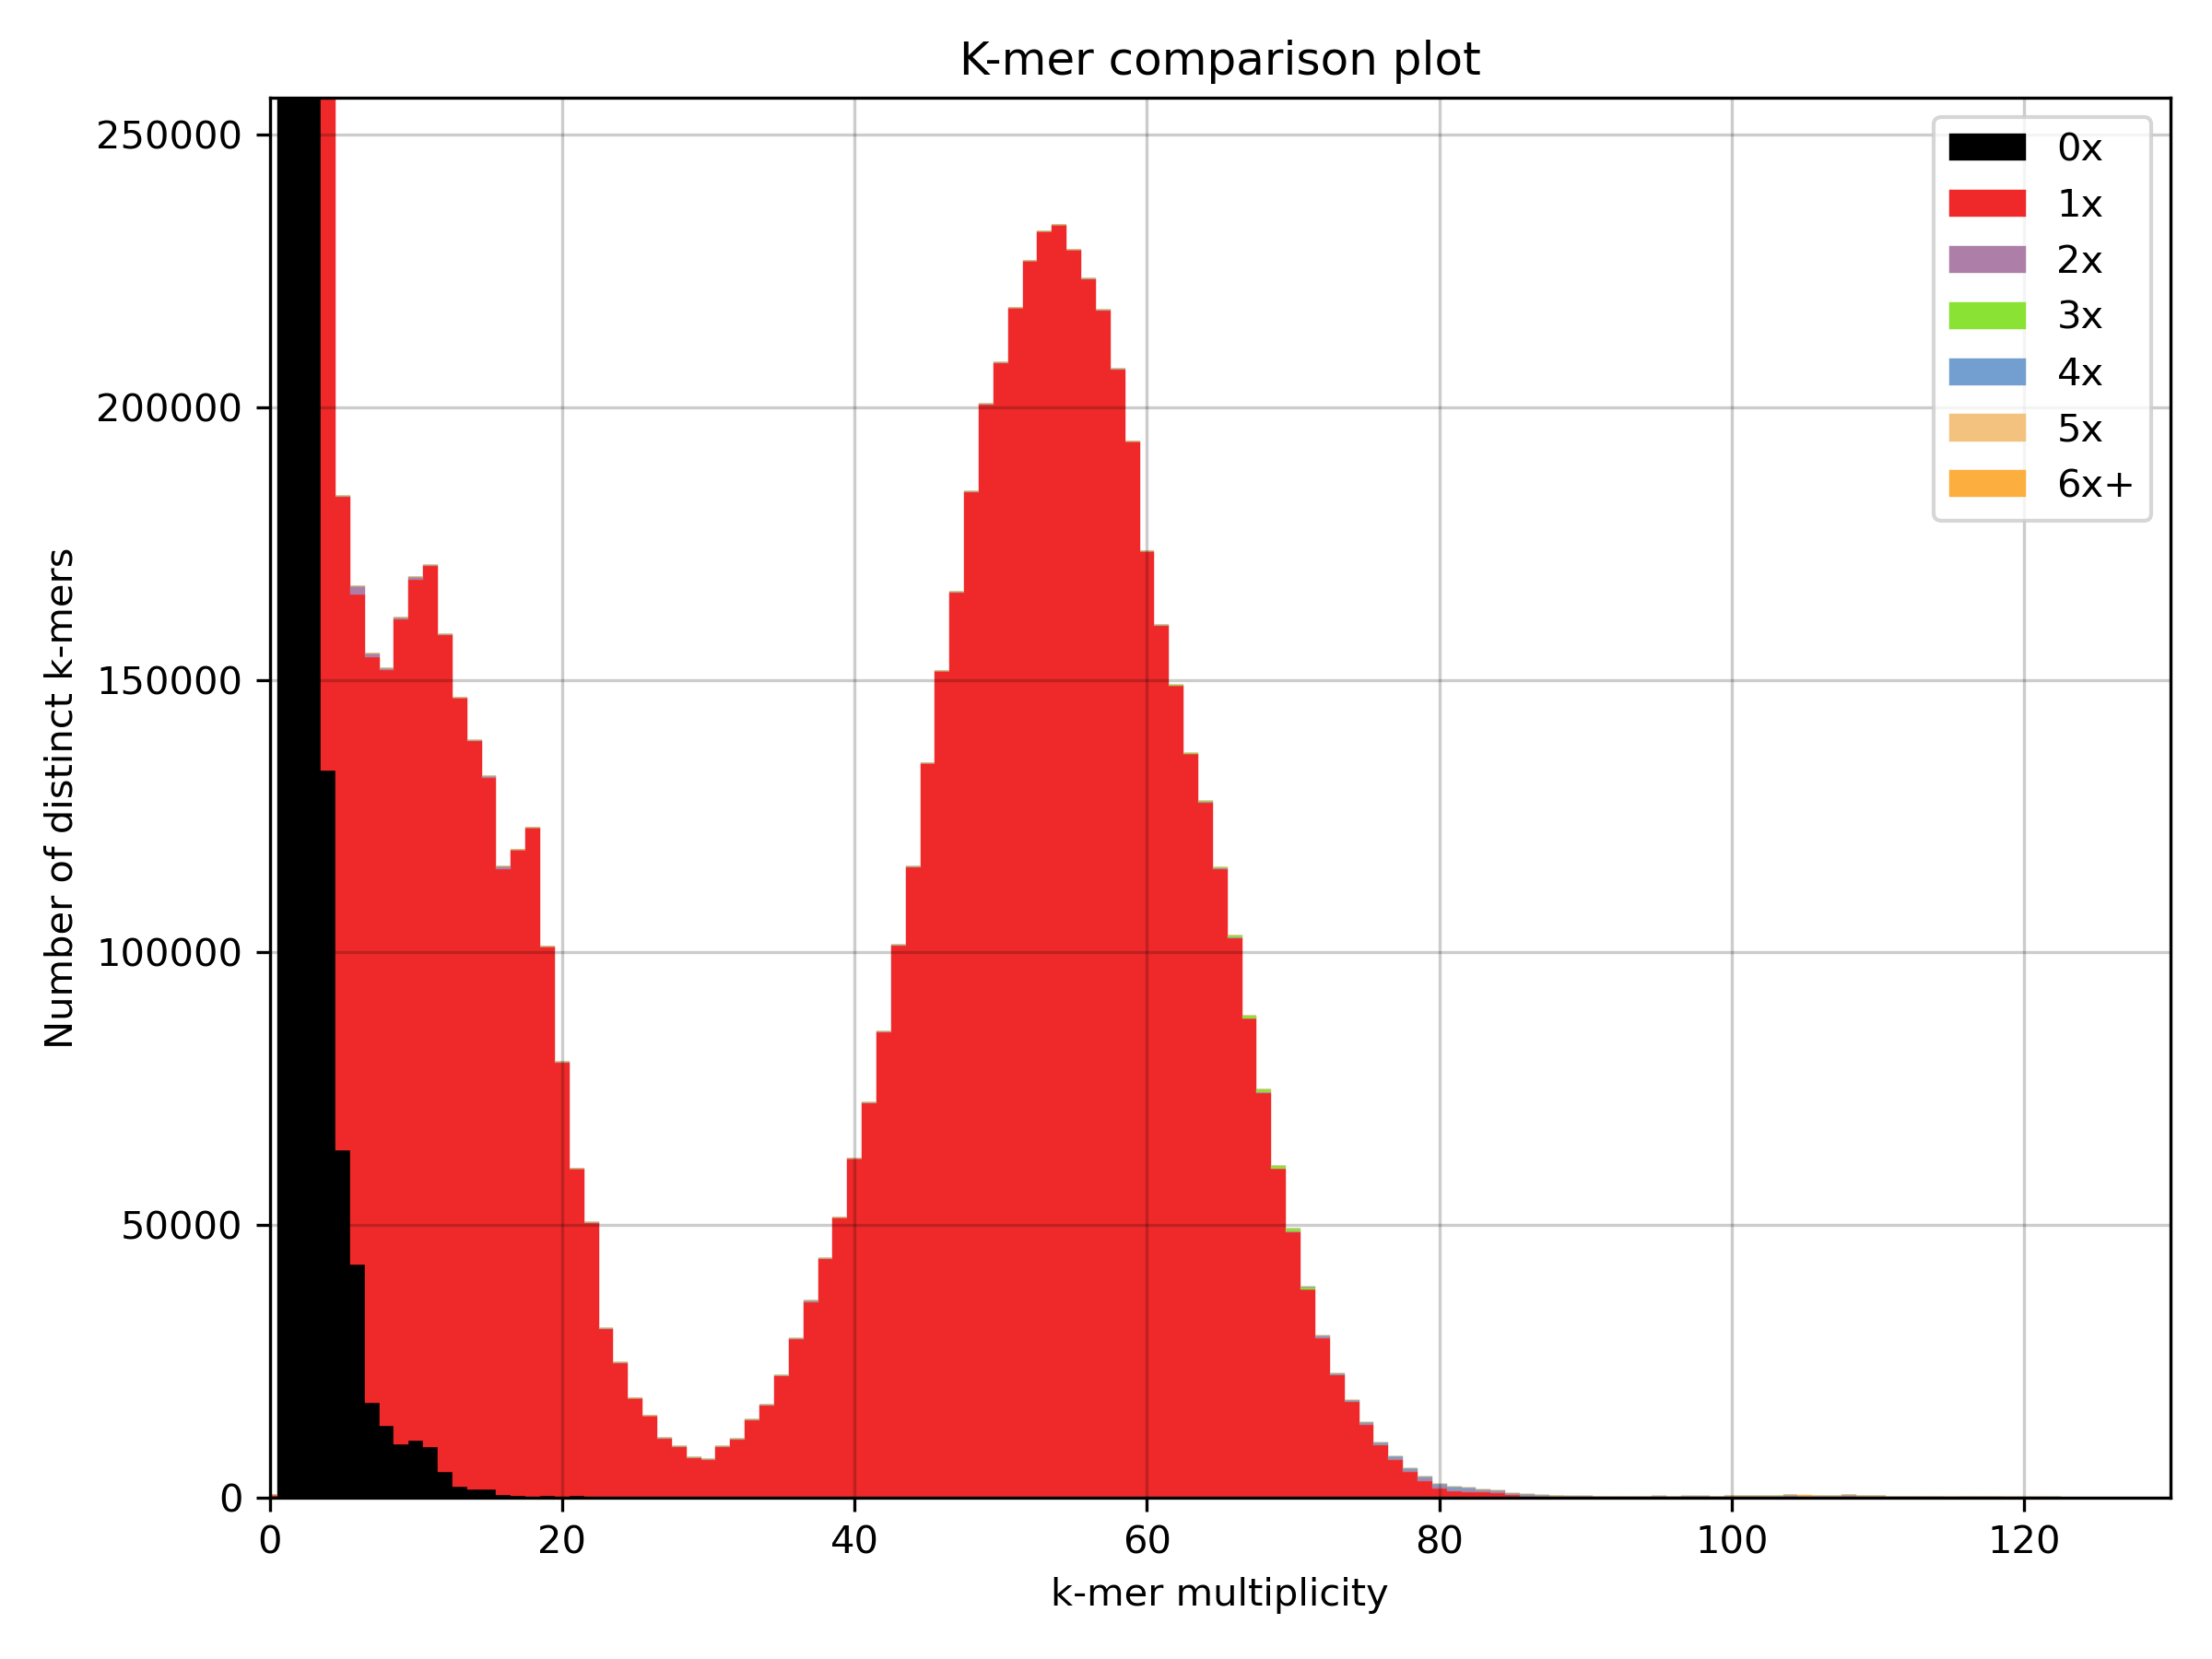 K-mer comparison plot
250000
200000
150000
100000
50000
0
Number of distinct k-mers
0x
1x
2x
3x
4x
5x
6x+
0 20 40 60 80 100 120
k-mer multiplicity